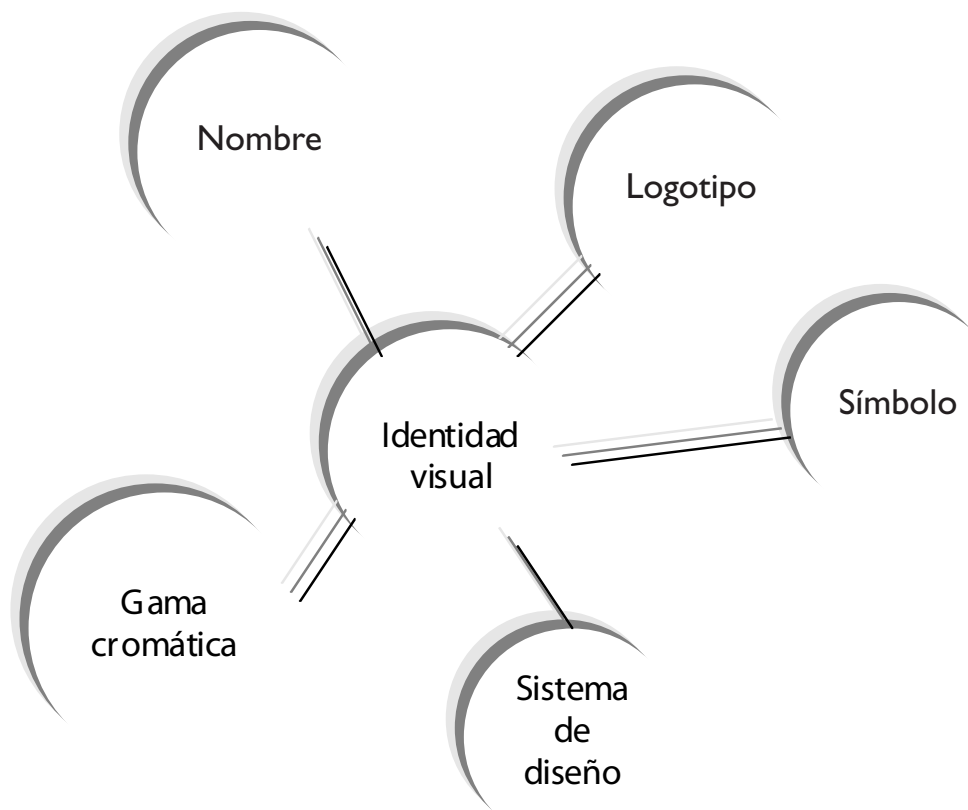 Nombre
Logotipo
Símbolo
Identidad
visual
Gama
cromática
Sistema
de
diseño